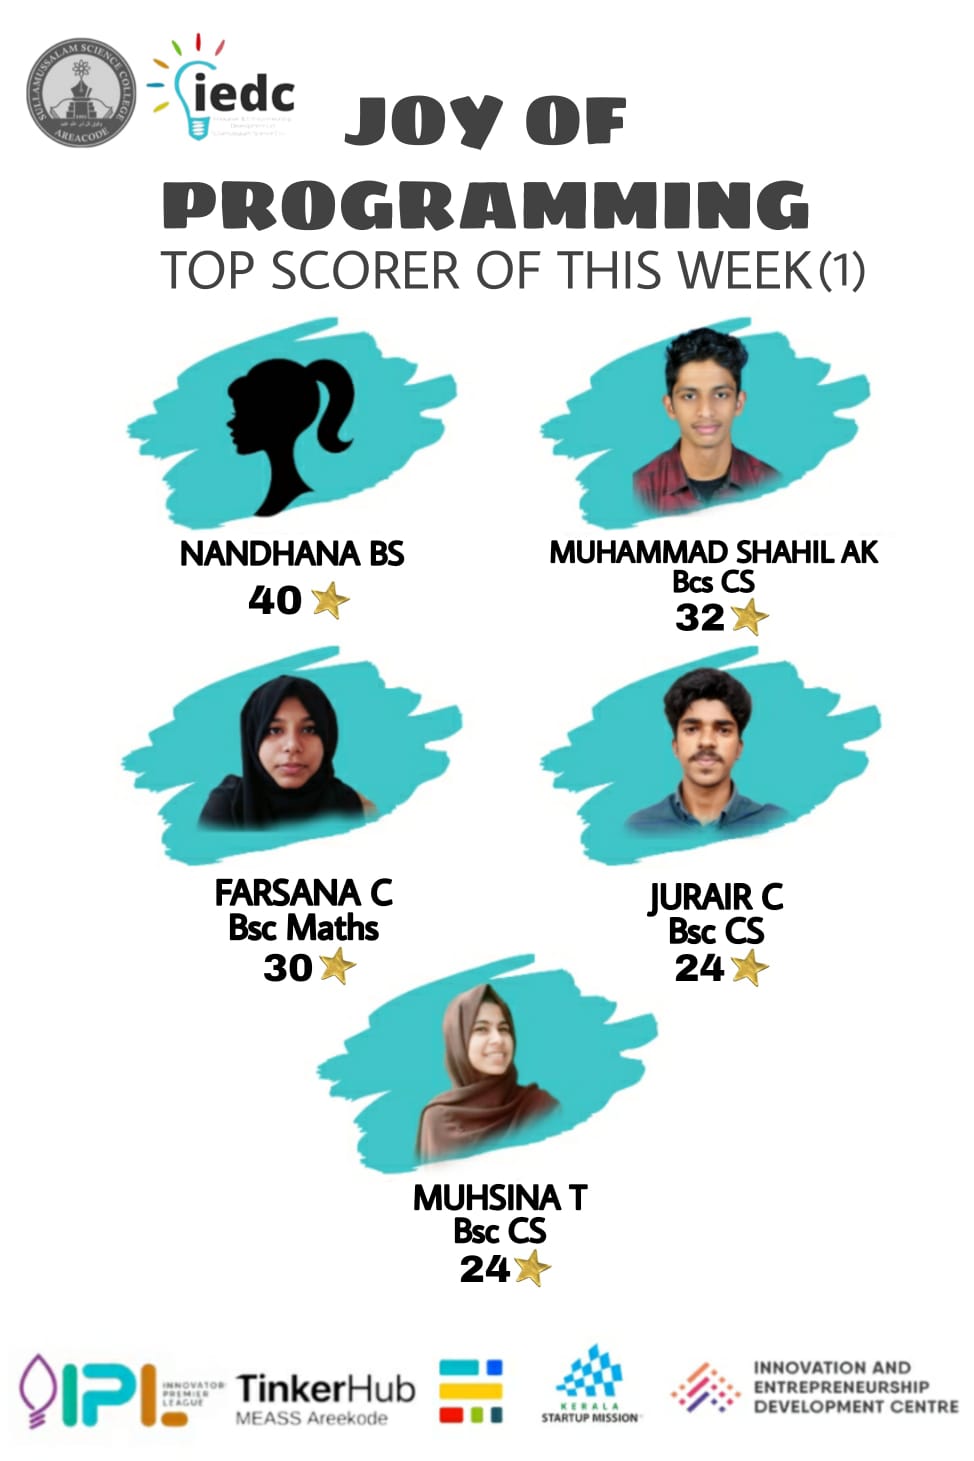 SULLAMUSSALAM SCIENCE COLLEGE
AREACODE
iedc
JOY OF
PROGRAMMING
TOP SCORER OF THIS WEEK(1)
NANDHANA BS
40
MUHAMMAD SHAHIL AK
Bcs CS
32
FARSANA C
Bsc Maths
30
JURAIR C
Bsc CS
24
MUHSINA T
Bsc CS
24
IPL
INNOVATOR
PREMIER
LEAGUE
TinkerHub
MEASS Areekode
KERALA
STARTUP MISSION
INNOVATION AND
ENTREPRENEURSHIP
DEVELOPMENT CENTRE